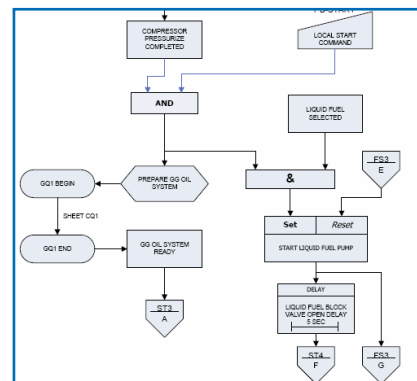 COMPRESSOR
PRESSURIZE
COMPLETED
LOCAL START
COMMAND
AND
LIQUID FUEL
SELECTED
PREPARE GG OIL
SYSTEM
&
FS3
E
GQ1 BEGIN
SHEET CQ1
Set
Reset
START LIQUID FUEL PUMP
GQ1 END
GG OIL SYSTEM
READY
DELAY
LIQUID FUEL BLOCK
VALVE OPEN DELAY
5 SEC
ST3
A
ST4
F
FS3
G